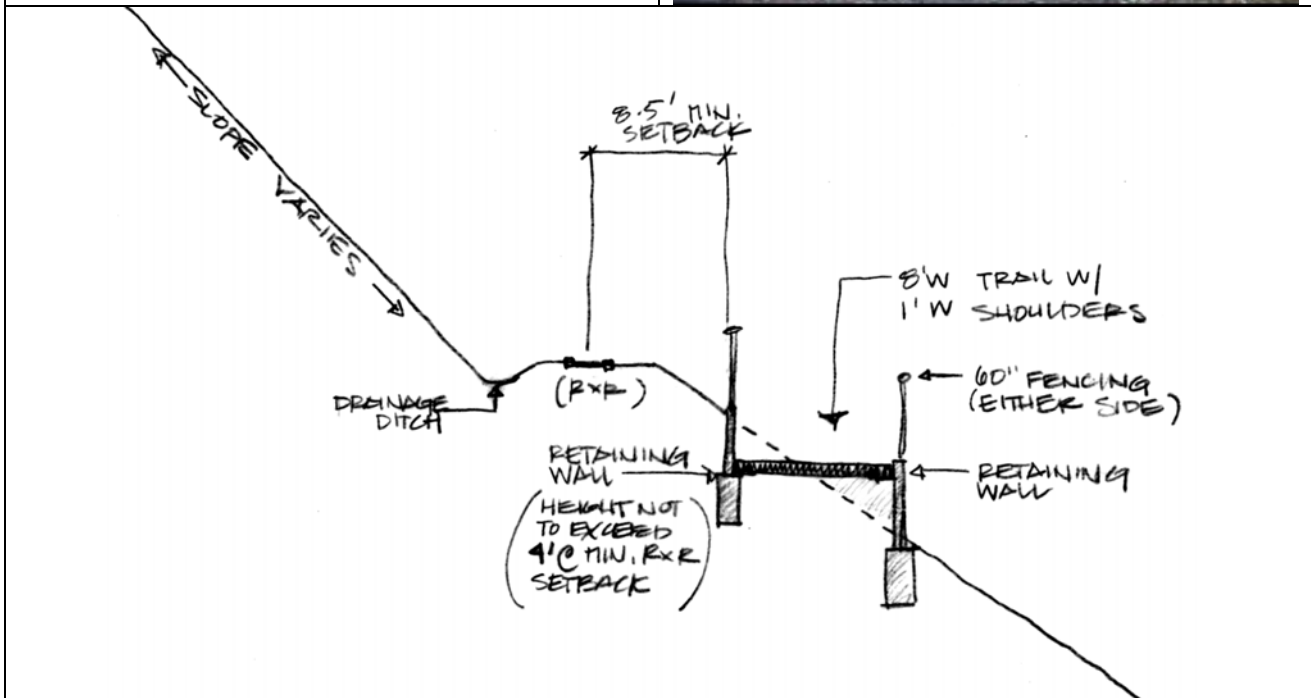 SLOPE VARIES
8.5' MIN.
SETBACK
8'W TRAIL W/
1'W SHOULDERS
60" FENCING
(EITHER SIDE)
(RxR)
DRAINAGE
DITCH
RETAINING
WALL
(HEIGHT NOT
TO EXCEED
4'@ MIN. RxR
SETBACK)
RETAINING
WALL